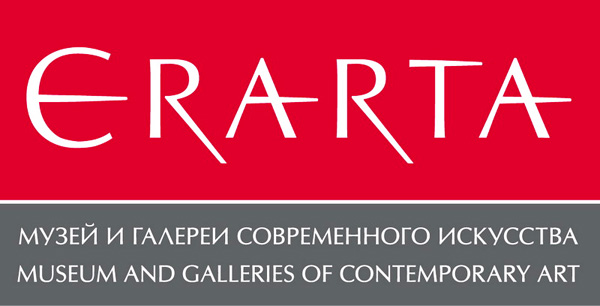 ERARTA
МУЗЕЙ И ГАЛЕРЕИ СОВРЕМЕННОГО ИСКУССТВА
MUSEUM AND GALLERIES OF CONTEMPORARY ART